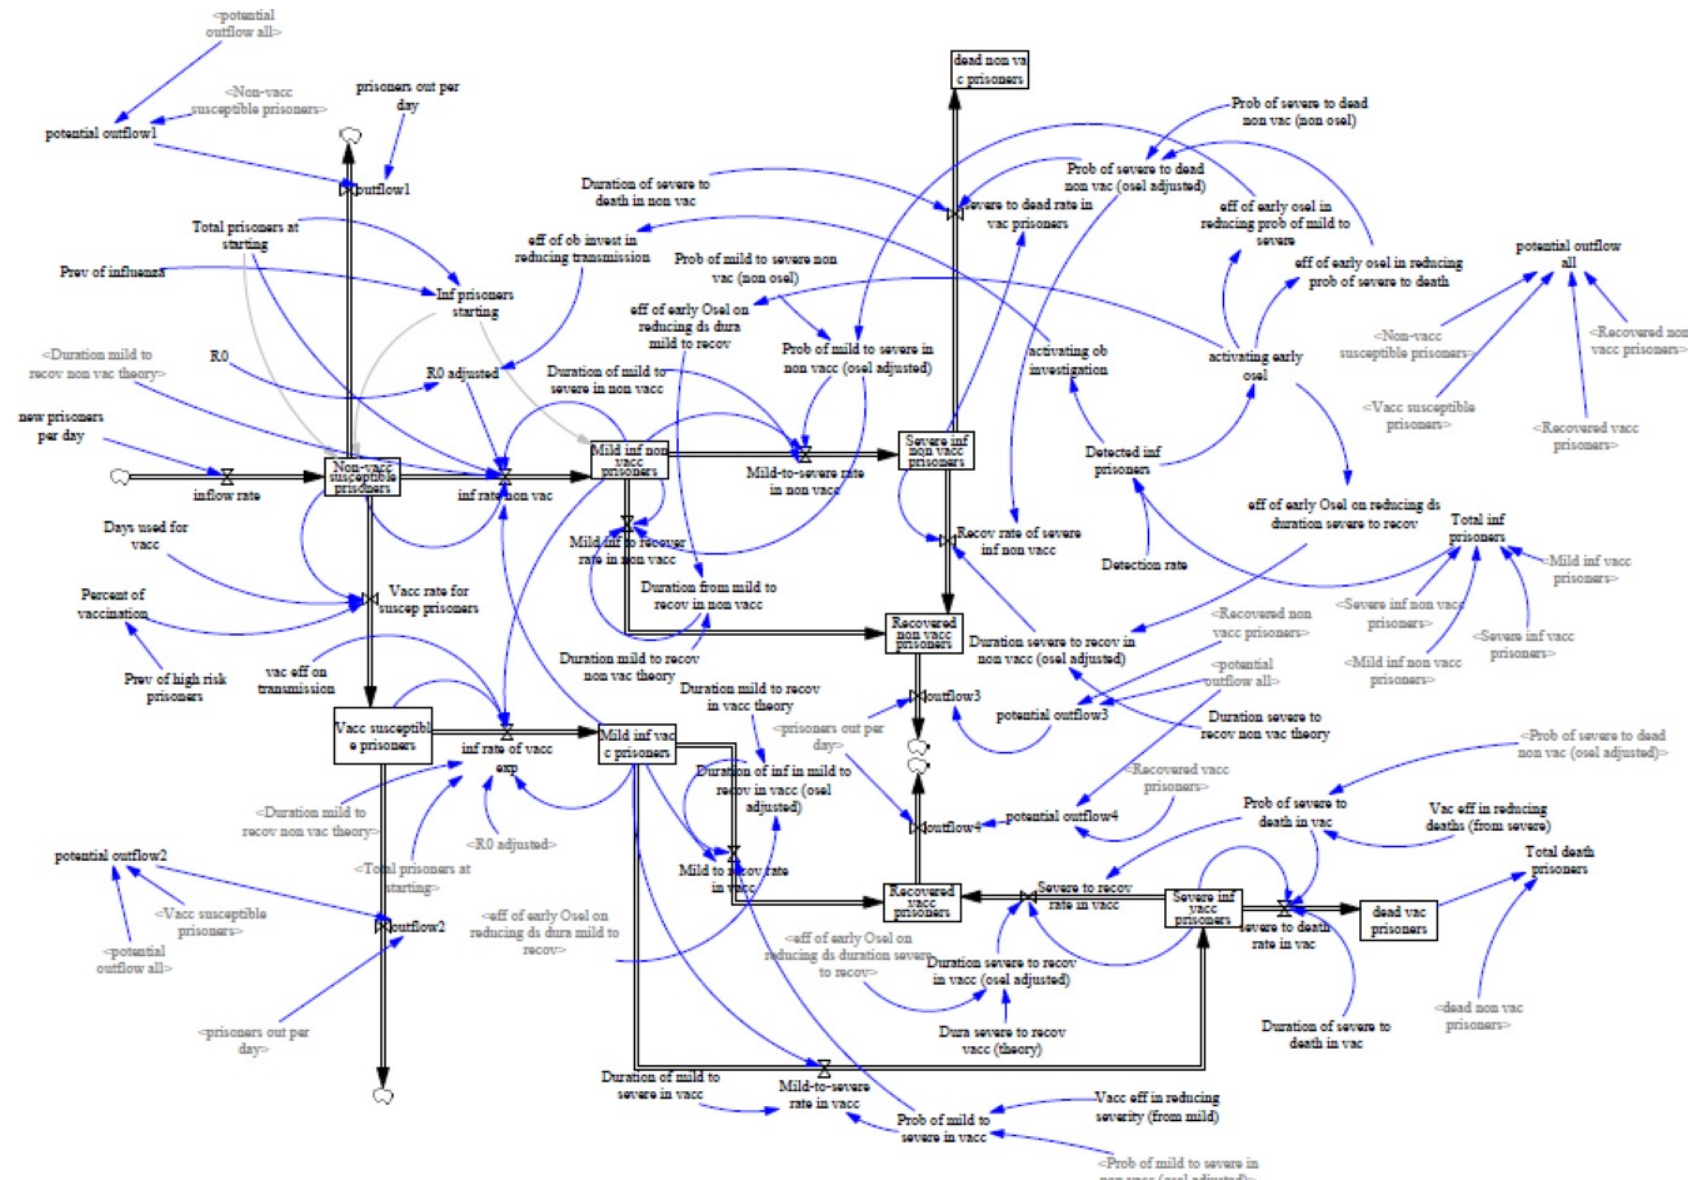 <potential
outflow all>
<Non-vacc
susceptible prisoners>
prisoners out per
day
potential outflow1
outflow1
dead non va
c prisoners
Prob of severe to dead
non vac (non osel)
Duration of severe to
death in non vac
Prob of severe to dead
non vac (osel adjusted)
severe to dead rate in
vac prisoners
eff of early osel in
reducing prob of mild to
severe
Total prisoners at
starting
eff of ob invest in
reducing transmission
Prob of mild to severe non
vac (non osel)
eff of early osel in reducing
prob of severe to death
potential outflow
all
Prev of influenza
Inf prisoners
starting
eff of early Osel on
reducing ds dura
mild to recov
<Non-vacc
susceptible prisoners>
<Recovered non
vacc prisoners>
<Duration mild to
recov non vac theory>
R0
R0 adjusted
Duration of mild to
severe in non vacc
Prob of mild to severe in
non vacc (osel adjusted)
activating ob
investigation
activating early
osel
<Vacc susceptible
prisoners>
<Recovered vacc
prisoners>
new prisoners
per day
inflow rate
Non-vacc
susceptible
prisoners
inf rate non vac
Mild inf non
vacc
prisoners
Mild-to-severe rate
in non vacc
Severe inf
non vacc
prisoners
Detected inf
prisoners
Days used for
vacc
Mild inf to recover
rate in non vacc
Recov rate of severe
inf non vacc
eff of early Osel on reducing ds
duration severe to recov
Total inf
prisoners
Detection rate
<Mild inf vacc
prisoners>
Percent of
vaccination
Vacc rate for
suscep prisoners
Duration from mild to
recov in non vacc
<Severe inf non vacc
prisoners>
<Severe inf vacc
prisoners>
<Mild inf non vacc
prisoners>
Recovered
non vacc
prisoners
<Recovered non
vacc prisoners>
Duration severe to recov in
non vacc (osel adjusted)
Prev of high risk
prisoners
vac eff on
transmission
Duration mild to recov
non vac theory
Duration mild to recov
in vacc theory
<potential
outflow all>
outflow3
potential outflow3
Duration severe to
recov non vac theory
<prisoners out per
day>
Vacc susceptibl
e prisoners
inf rate of vacc
exp
Mild inf vac
c prisoners
<Prob of severe to dead
non vac (osel adjusted)>
Duration of inf in mild to
recov in vacc (osel
adjusted)
<Recovered vacc
prisoners>
<Duration mild to
recov non vac theory>
<R0 adjusted>
outflow4
potential outflow4
Prob of severe to
death in vac
Vac eff in reducing
deaths (from severe)
potential outflow2
<Total prisoners at
starting>
Mild to recov rate
in vacc
Total death
prisoners
Recovered
vacc
prisoners
Severe to recov
rate in vacc
Severe inf
vacc
prisoners
dead vac
prisoners
severe to death
rate in vac
<Vacc susceptible
prisoners>
outflow2
<eff of early Osel on
reducing ds dura mild to
recov>
<eff of early Osel on
reducing ds duration severe
to recov>
<potential
outflow all>
Duration severe to recov
in vacc (osel adjusted)
<prisoners out per
day>
Dura severe to recov
vacc (theory)
Duration of severe to
death in vac
<dead non vac
prisoners>
Duration of mild to
severe in vacc
Mild-to-severe
rate in vacc
Vacc eff in reducing
severity (from mild)
Prob of mild to
severe in vacc
<Prob of mild to severe in
non vacc (osel adjusted)>